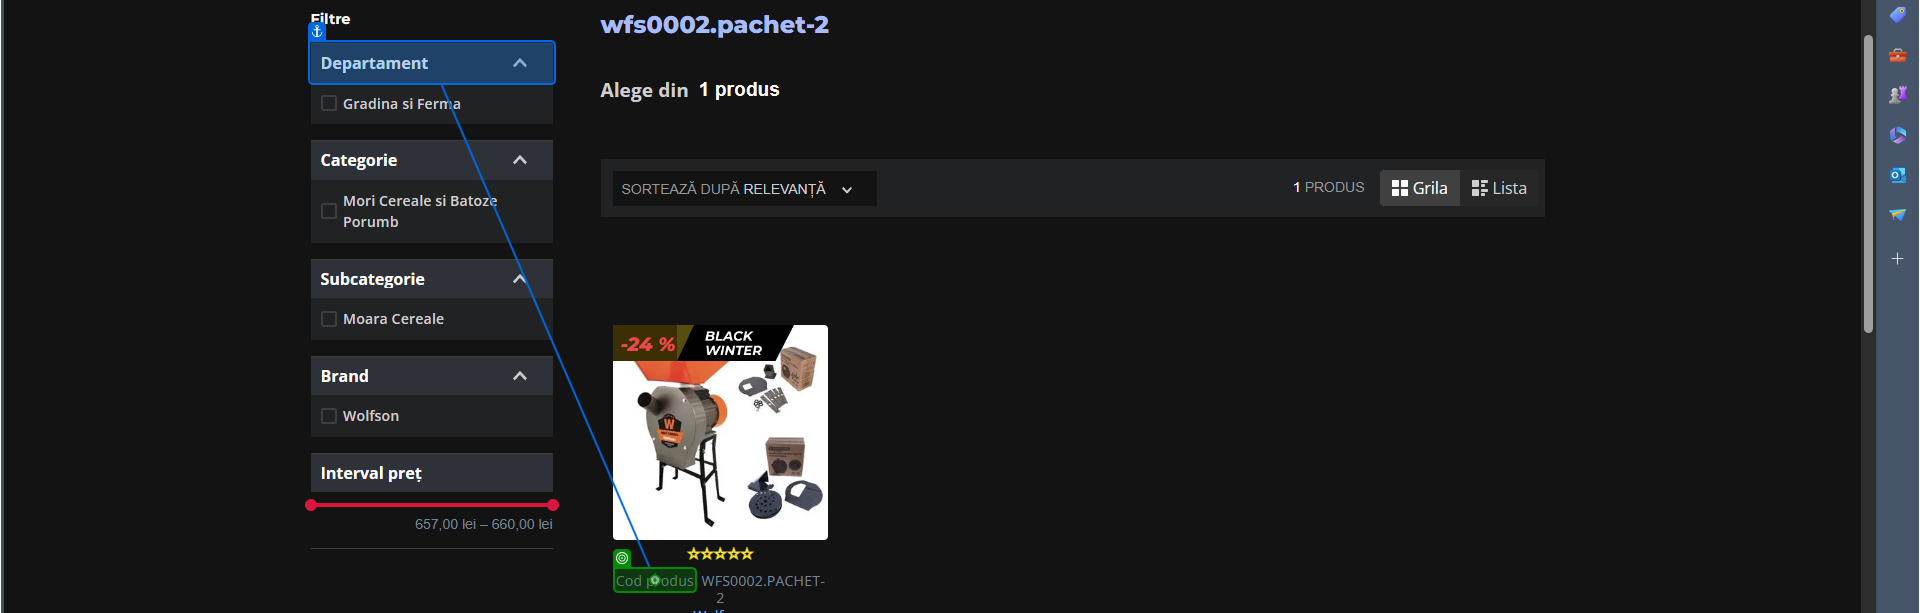 Filtre
Departament
Gradina si Ferma
Categorie
Mori Cereale si Batoze
Porumb
Subcategorie
Moara Cereale
Brand
Wolfson
Interval preț
657,00 lei – 660,00 lei
wfs0002.pachet-2
Alege din 1 produs
SORTEAZĂ DUPĂ RELEVANȚĂ
1 PRODUS
Grila
Lista
-24 %
BLACK
WINTER
W
Cod produs WFS0002.PACHET-
2